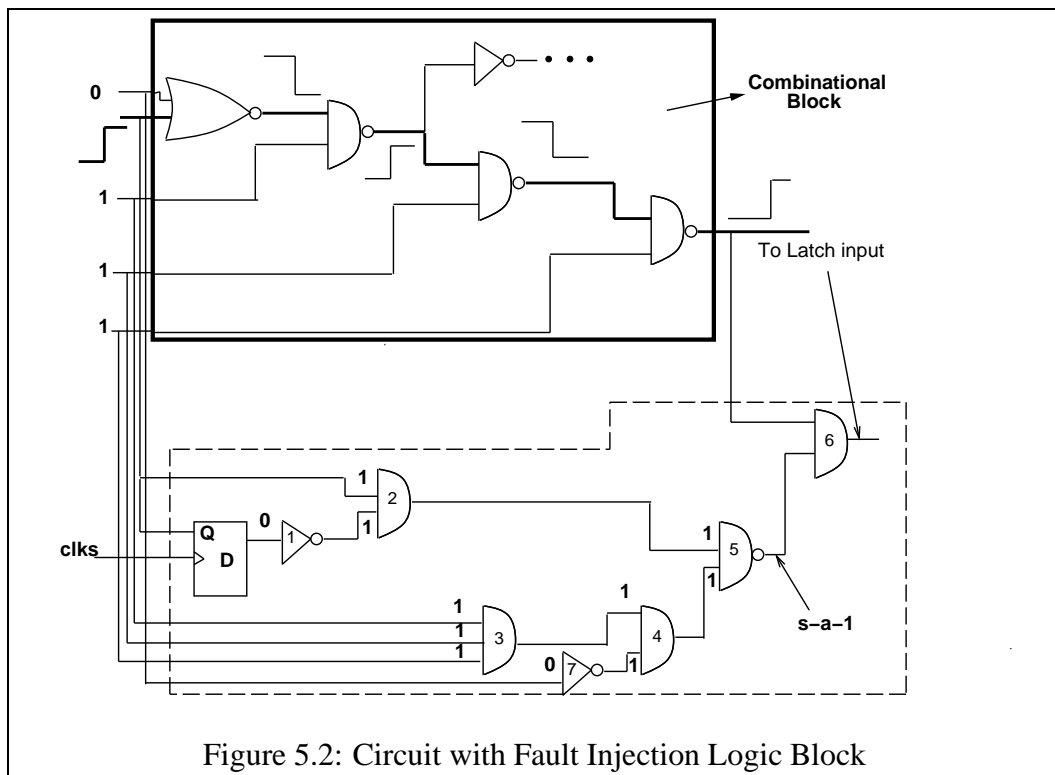 0
Combinational
Block
1
To Latch input
1
1
6
1
2
0
1
1
Q
1
5
clks
D
1
1
1
s–a–1
1
3
4
1
0
7
1
Figure 5.2: Circuit with Fault Injection Logic Block